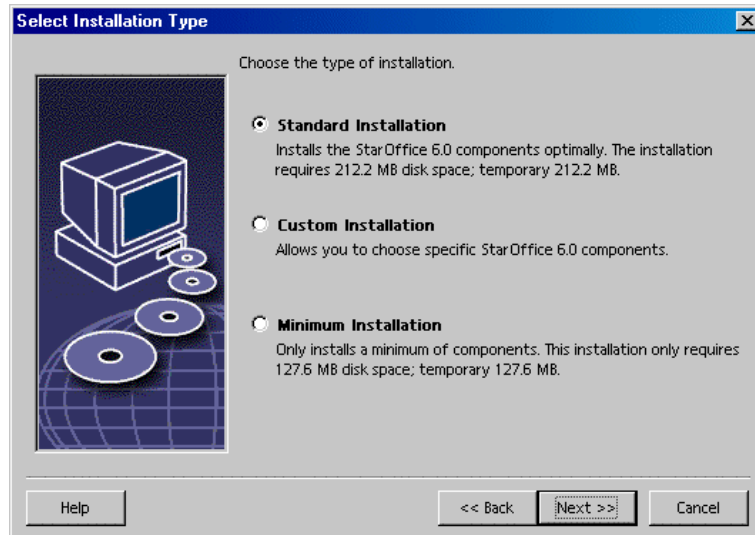 Select Installation Type
Choose the type of installation.
Standard Installation
Installs the StarOffice 6.0 components optimally. The installation
requires 212.2 MB disk space; temporary 212.2 MB.
Custom Installation
Allows you to choose specific StarOffice 6.0 components.
Minimum Installation
Only installs a minimum of components. This installation only requires
127.6 MB disk space; temporary 127.6 MB.
Help
<< Back
Next >>
Cancel